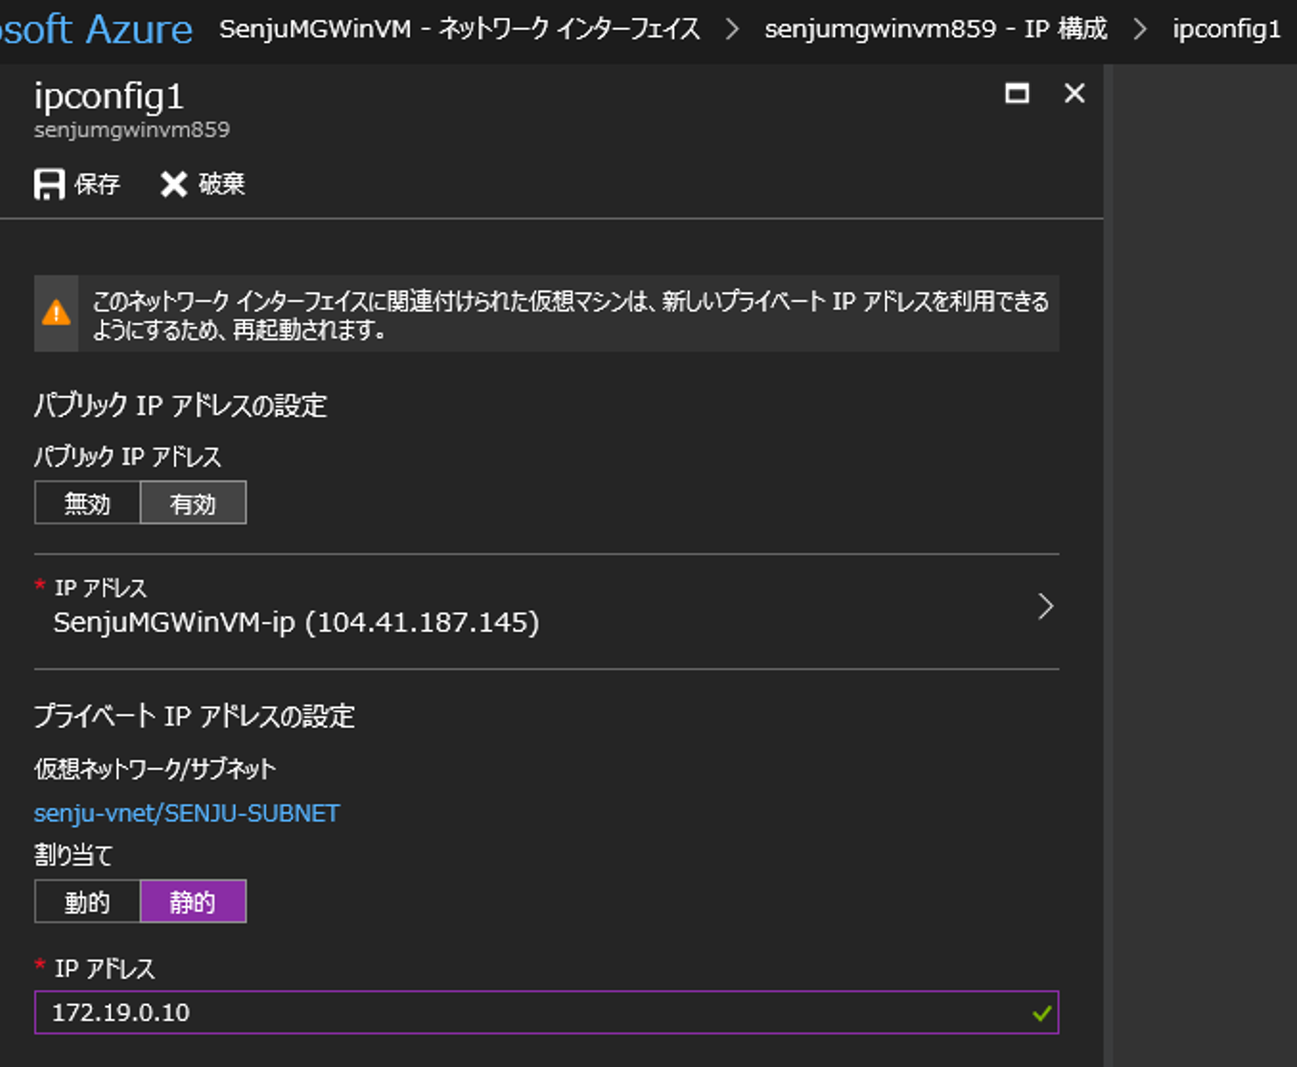 osoft Azure SenjuMGWinVM - ネットワーク インターフェイス > senjumgwinvm859 - IP 構成 > ipconfig1
ipconfig1
senjumgwinvm859
保存 破棄
このネットワーク インターフェイスに関連付けられた仮想マシンは、新しいプライベート IP アドレスを利用できる
ようにするため、再起動されます。
パブリック IP アドレスの設定
パブリック IP アドレス
無効 有効
* IP アドレス
SenjuMGWinVM-ip (104.41.187.145)
プライベート IP アドレスの設定
仮想ネットワーク/サブネット
senju-vnet/SENJU-SUBNET
割り当て
動的 静的
* IP アドレス
172.19.0.10